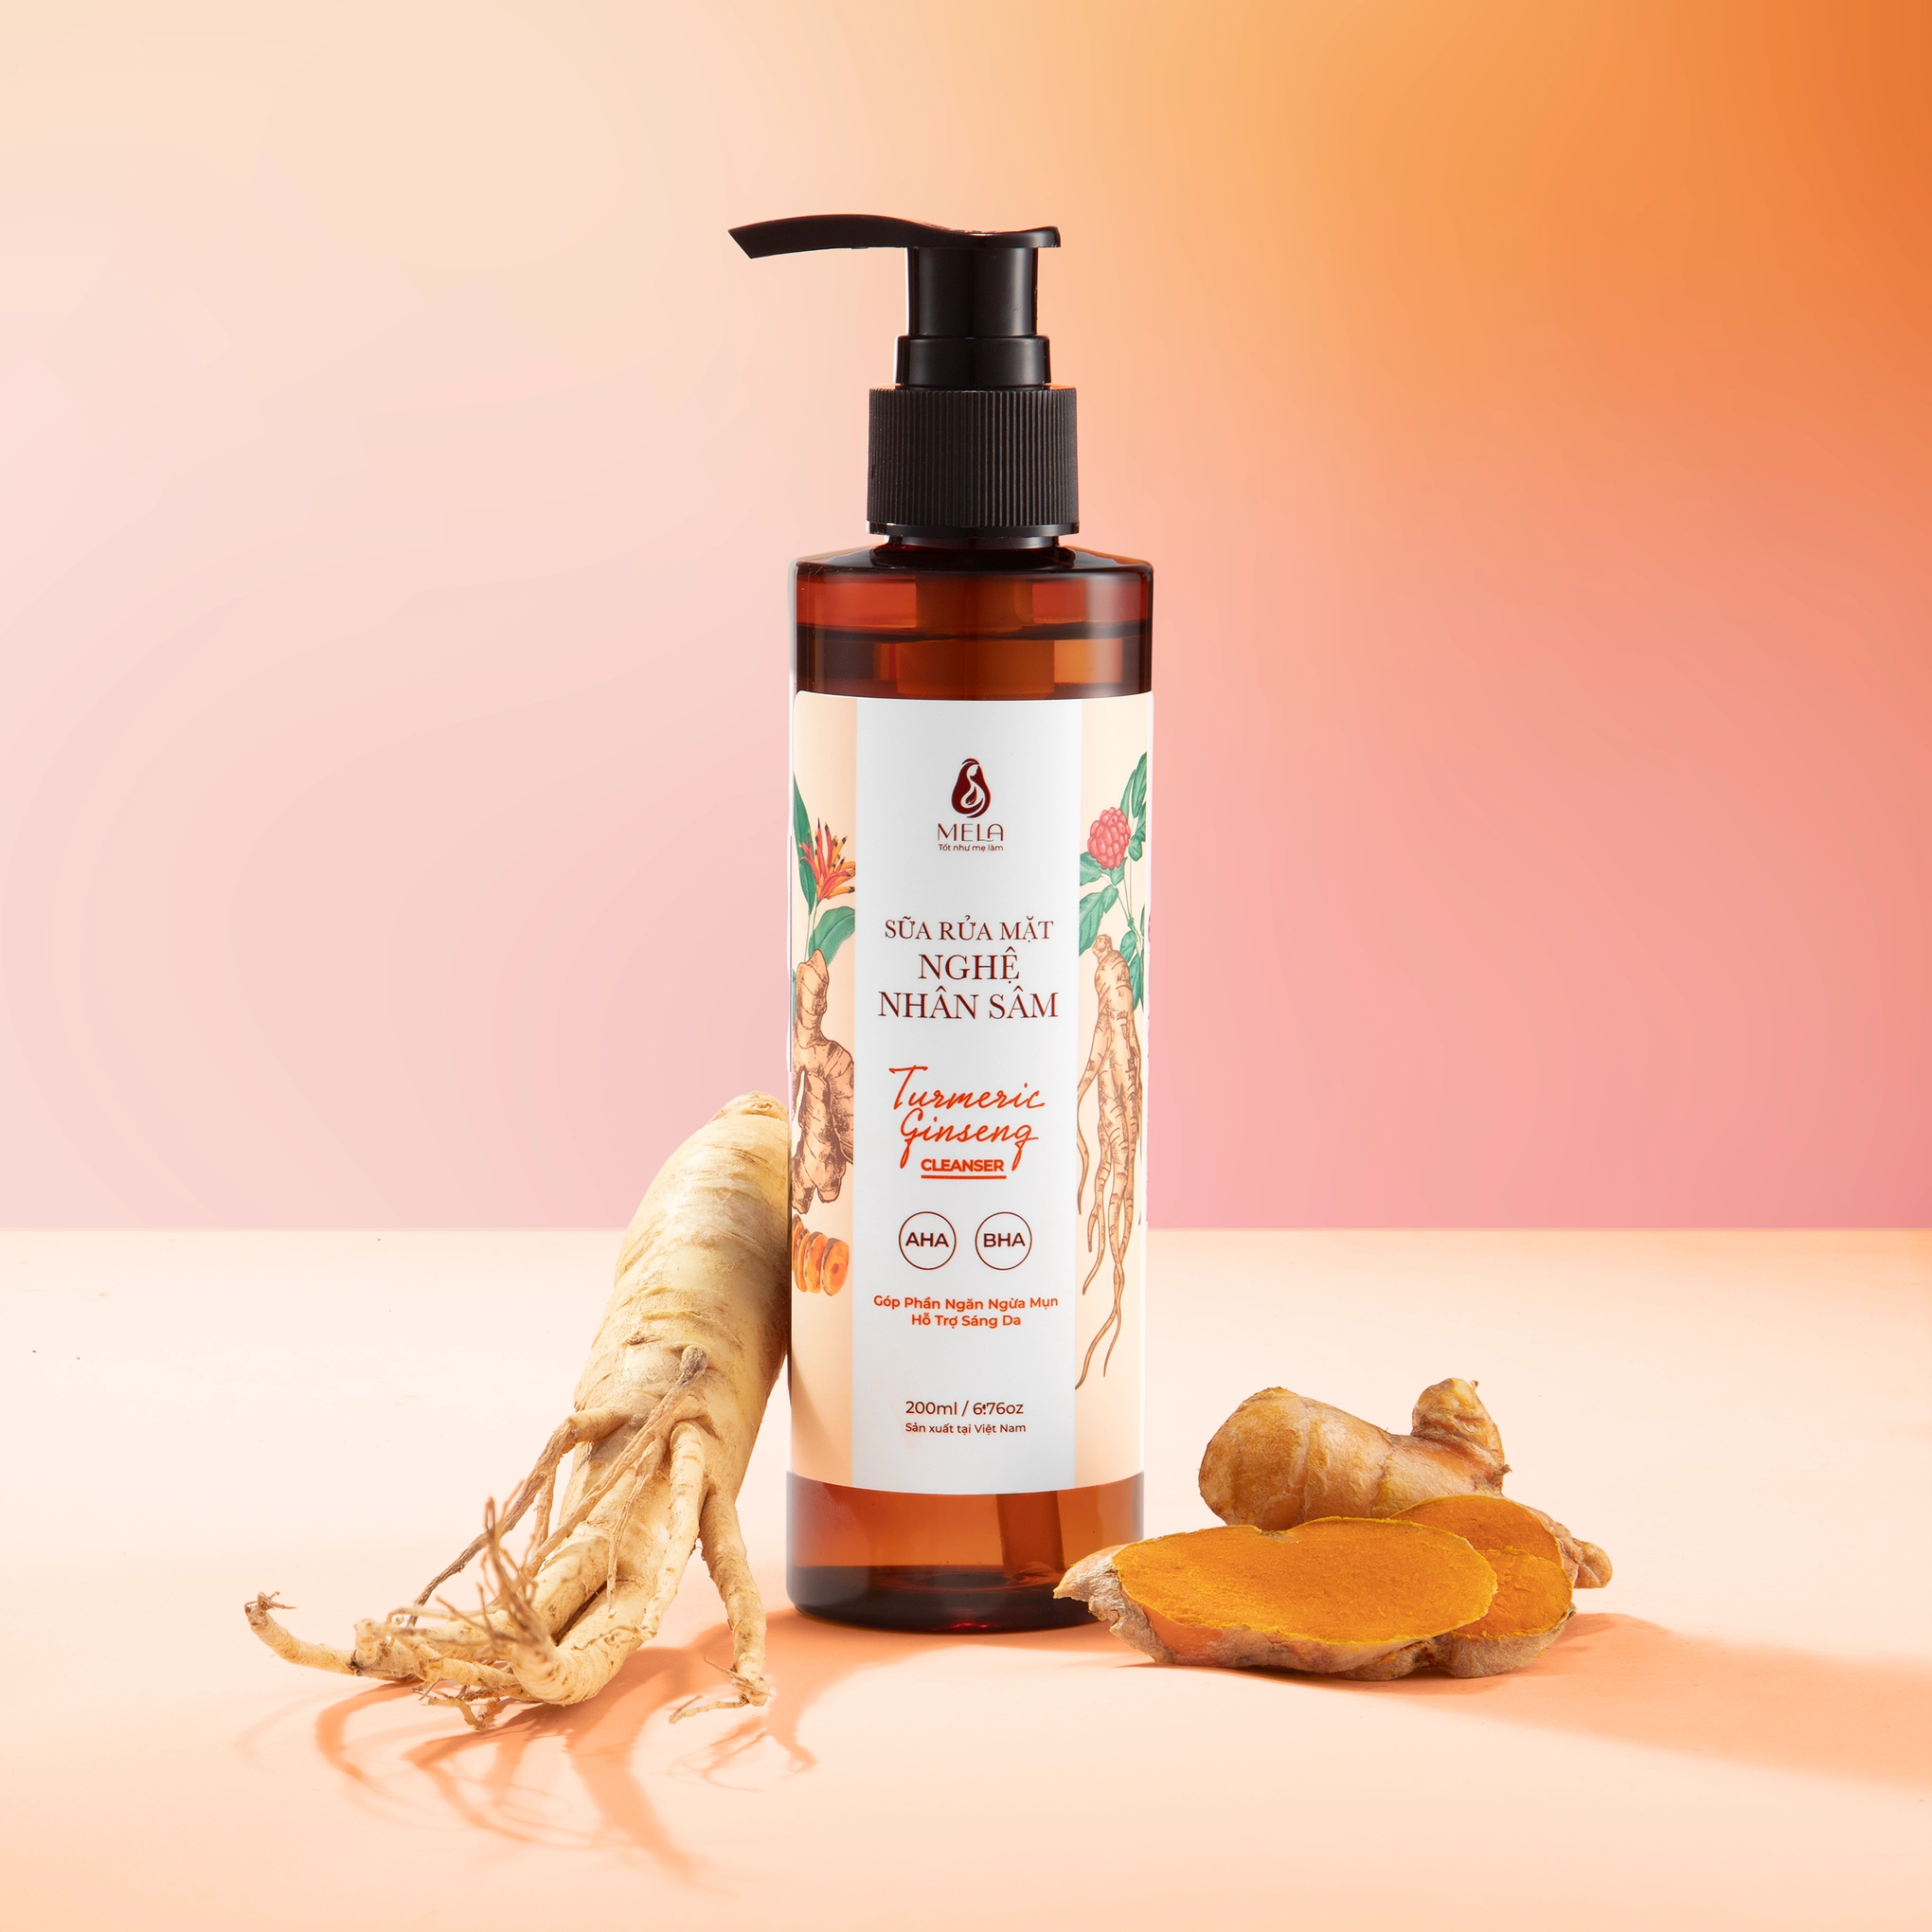 MELA
Tốt như mẹ làm
SỮA RỬA MẶT
NGHỆ
NHÂN SÂM
Turmeric
Ginseng
CLEANSER
AHA BHA
Góp Phần Ngăn Ngừa Mụn
Hỗ Trợ Sáng Da
200ml / 6.76oz
Sản xuất tại Việt Nam